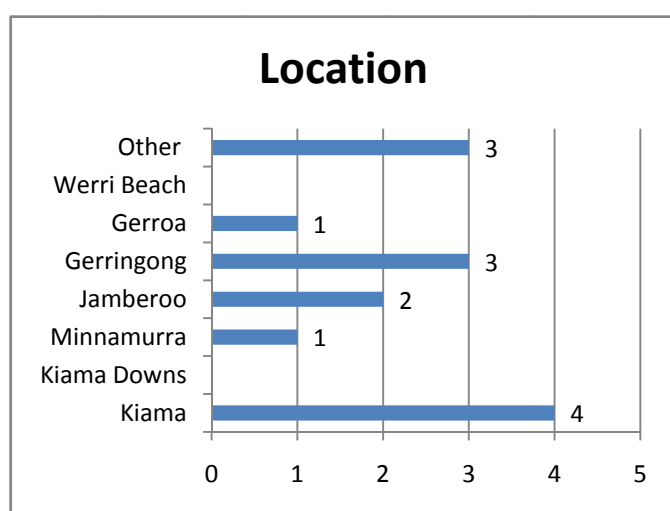 Location
Other 3
Werri Beach
Gerroa 1
Gerringong 3
Jamberoo 2
Minnamurra 1
Kiama Downs
Kiama 4
0 1 2 3 4 5